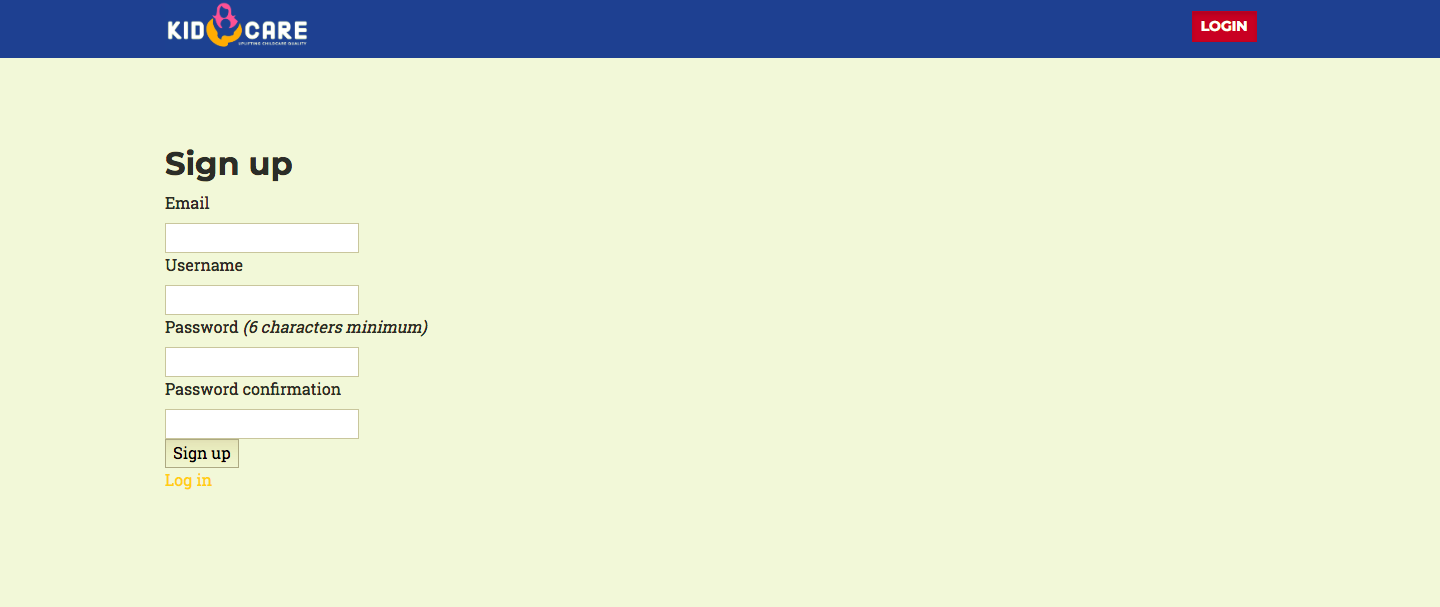 KID CARE
UPLIFTING CHILDCARE QUALITY
LOGIN
Sign up
Email
Username
Password (6 characters minimum)
Password confirmation
Sign up
Log in